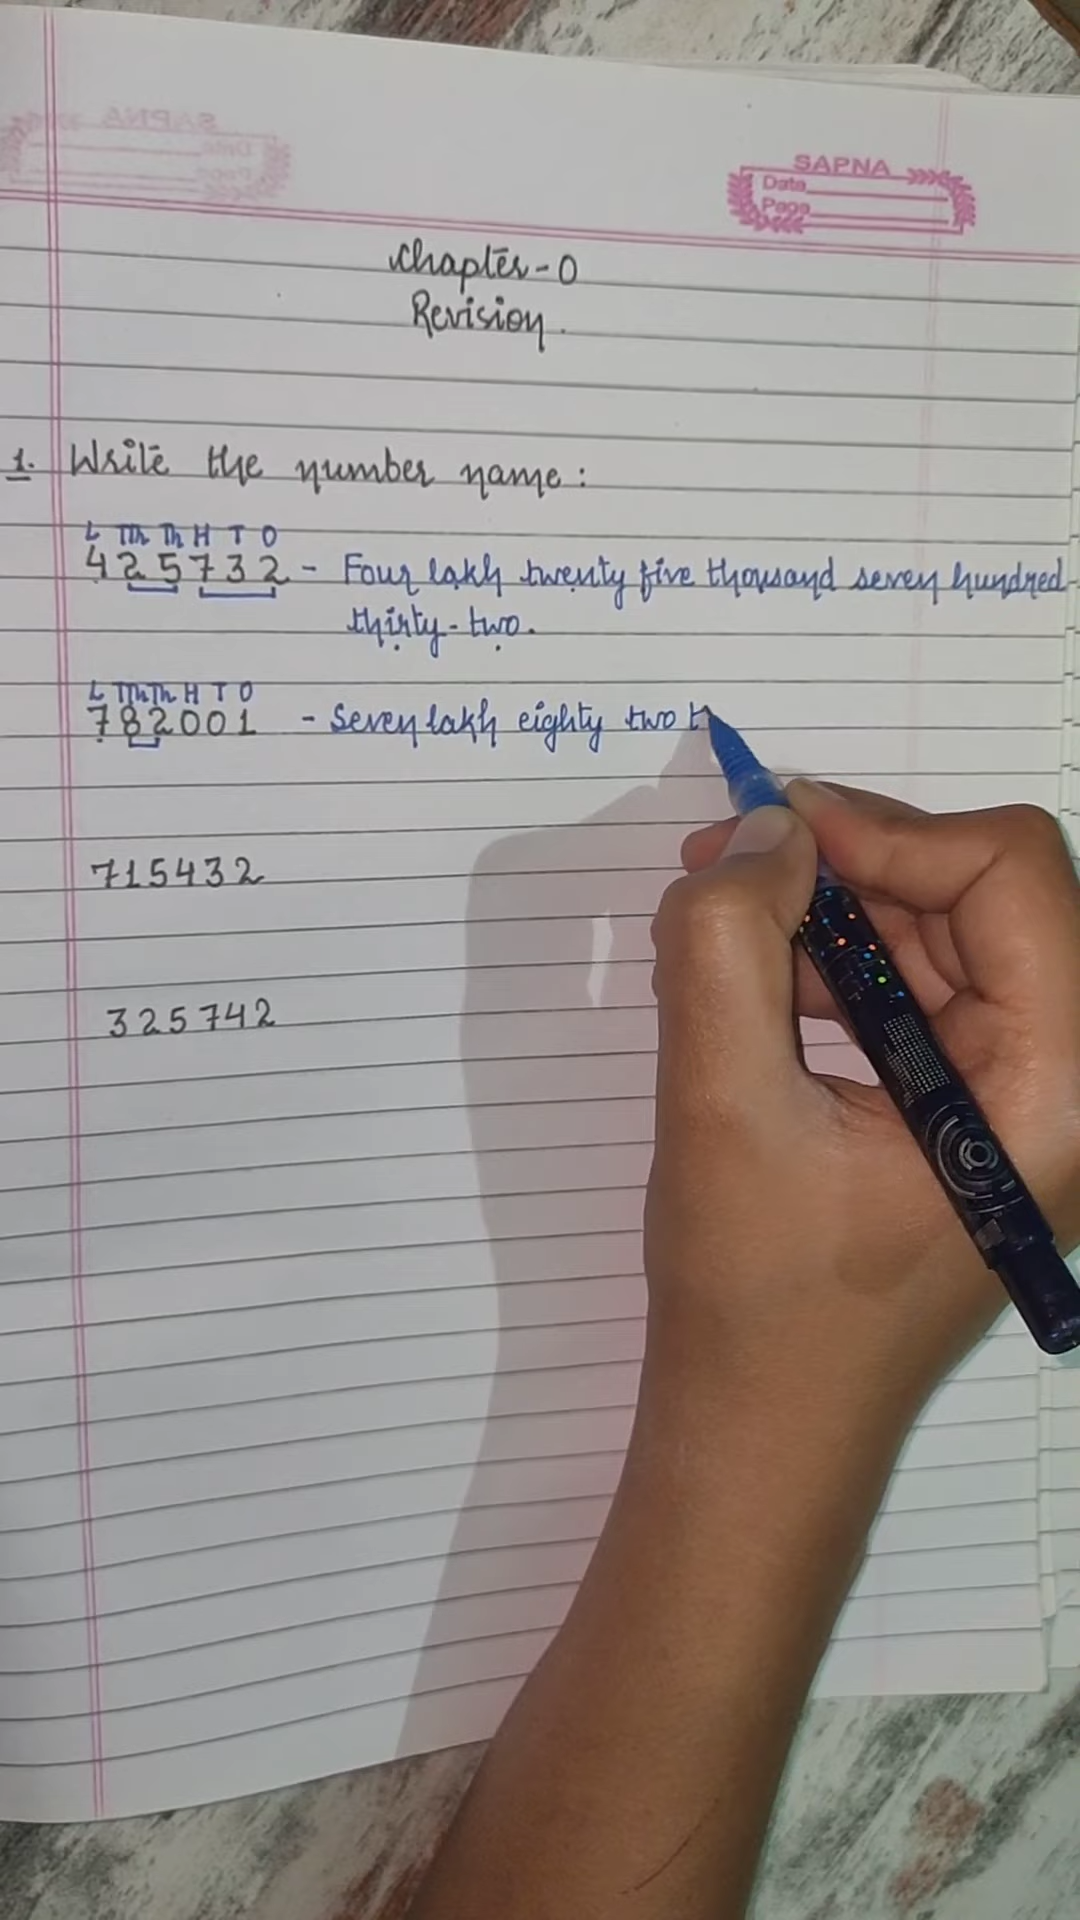 SAPNA
Date
Page
Chapter-0
Revision.
1. Write the number name:
L TTh Th H T O
425732 - Four lakh twenty five thousand seven hundred
thirty-two.
L TTh Th H T O
782001 - Seven lakh eighty two t
715432
325742